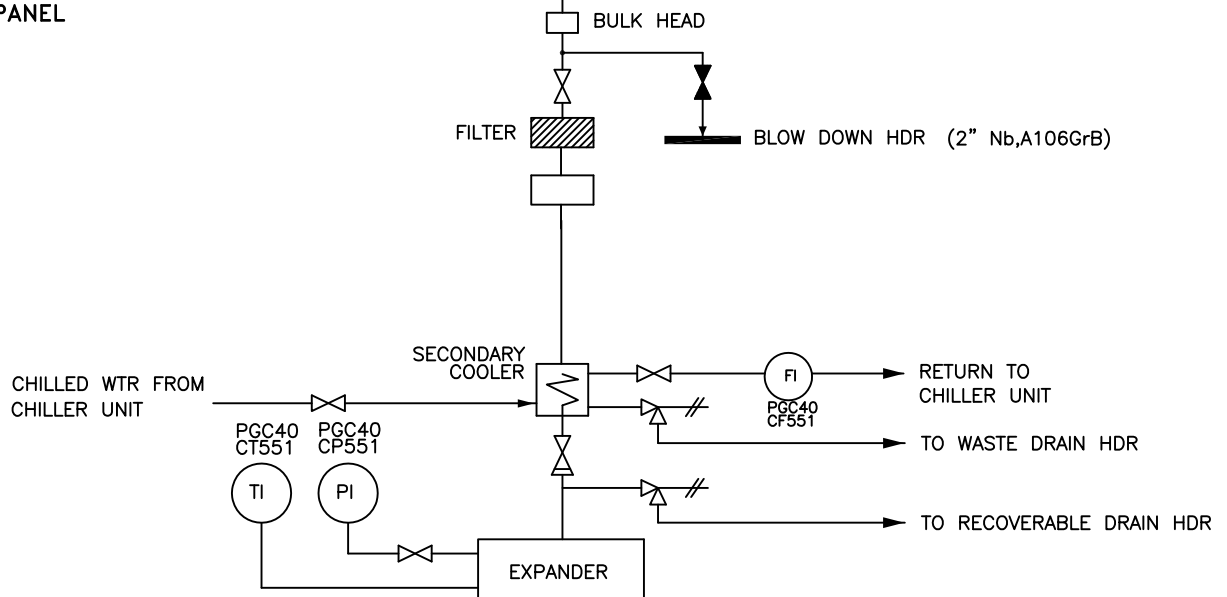 PANEL
BULK HEAD
FILTER
BLOW DOWN HDR (2" Nb,A106GrB)
SECONDARY
COOLER
CHILLED WTR FROM
CHILLER UNIT
FI
PGC40
CF551
RETURN TO
CHILLER UNIT
TO WASTE DRAIN HDR
PGC40
CT551
PGC40
CP551
TI
PI
TO RECOVERABLE DRAIN HDR
EXPANDER